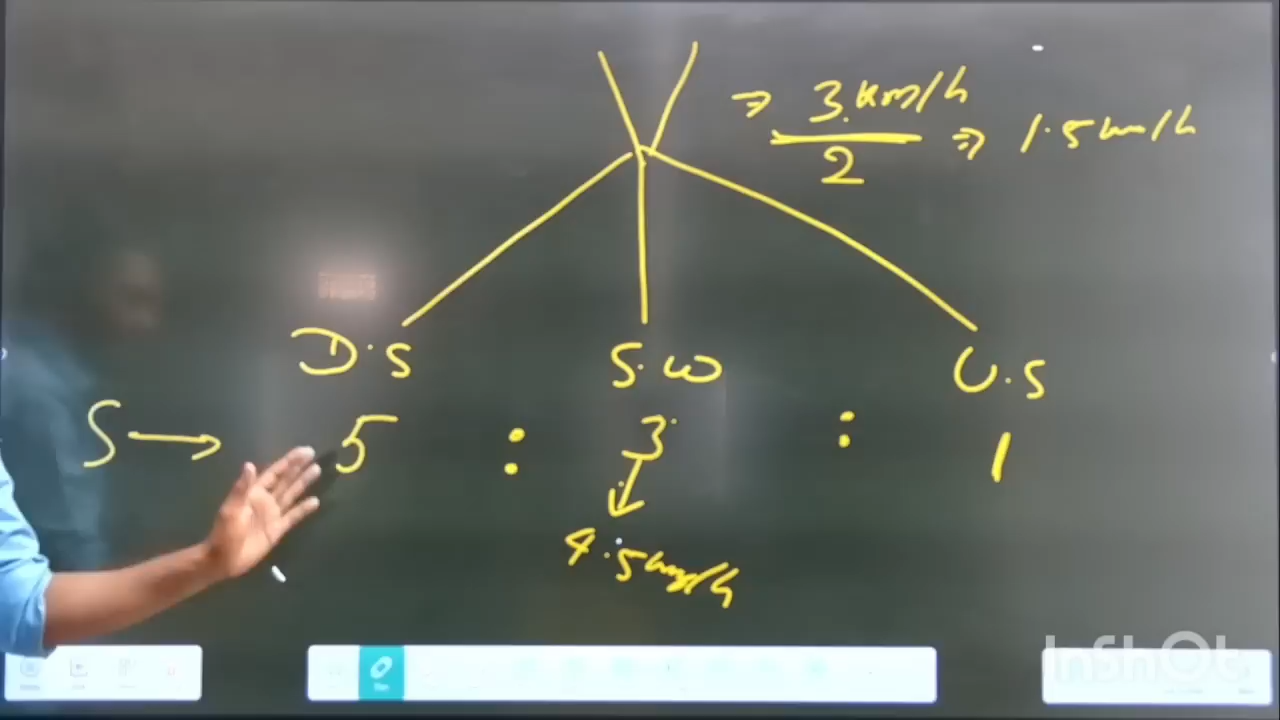 ⇒ 3 km/h / 2 ⇒ 1.5 km/h
D.S S.W U.S
S → 5 : 3 : 1
4.5 km/h
InShOt